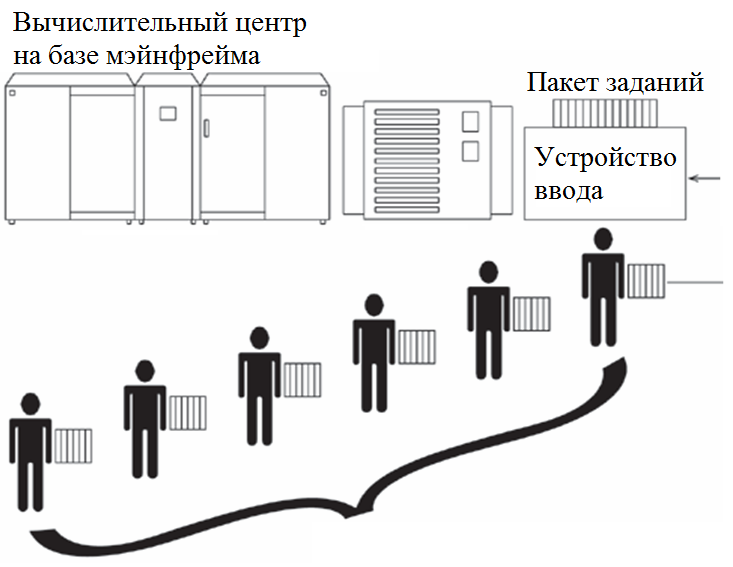 Вычислительный центр
на базе мэйнфрейма
Пакет заданий
Устройство
ввода